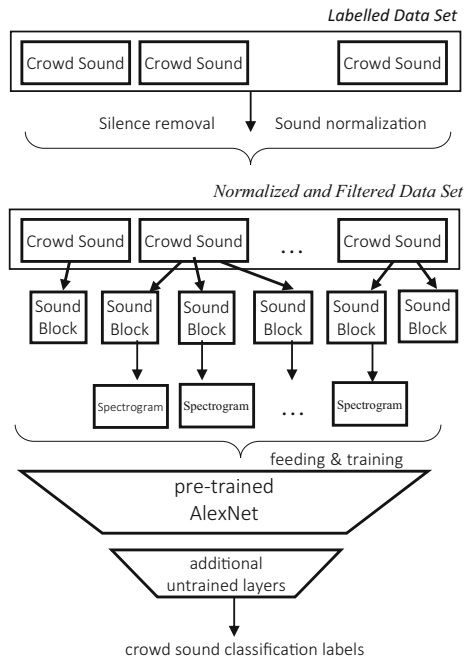 Labelled Data Set
Crowd Sound Crowd Sound Crowd Sound
Silence removal Sound normalization
Normalized and Filtered Data Set
Crowd Sound Crowd Sound ... Crowd Sound
Sound Sound Sound Sound Sound Sound
Block Block Block Block Block Block
Spectrogram Spectrogram ... Spectrogram
feeding & training
pre-trained
AlexNet
additional
untrained layers
crowd sound classification labels